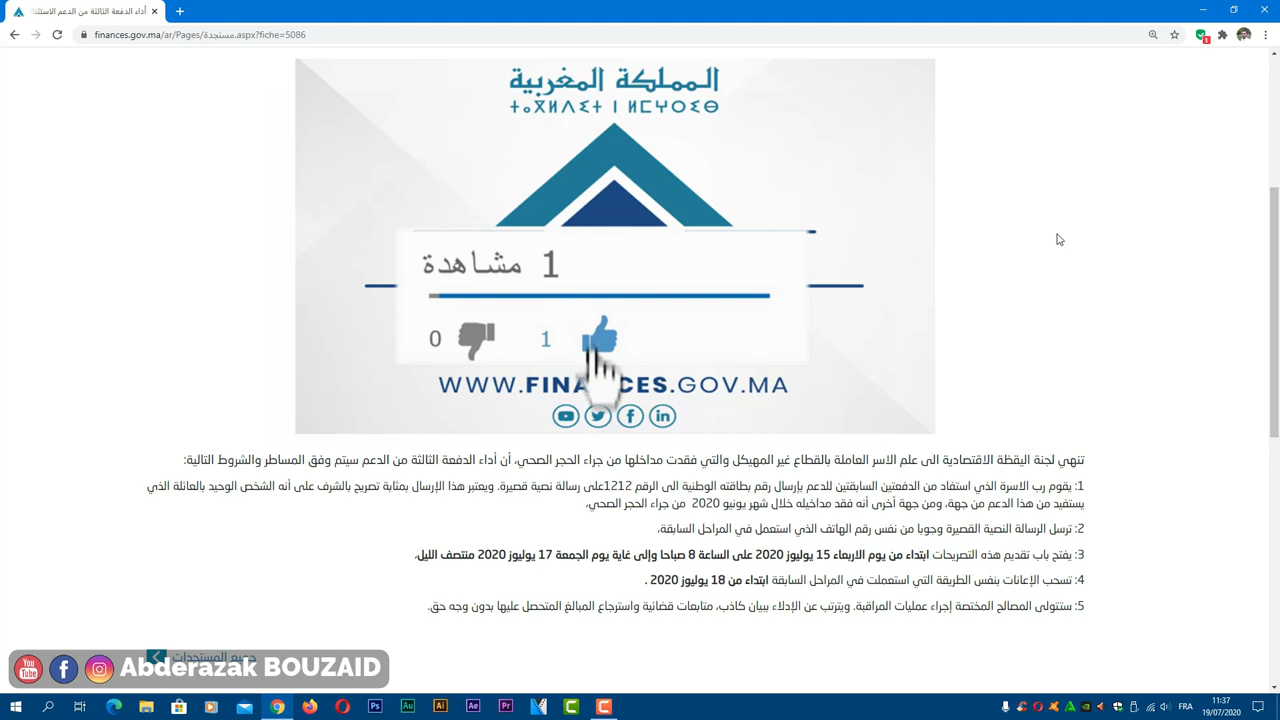 أداء الدفعة الثالثة من الدعم الاستثنا
finances.gov.ma/ar/Pages/مستجدة.aspx?fiche=5086
المملكة المغربية
ⵜⴰⴳⵍⴷⵉⵜ ⵏ ⵍⵎⵖⵔⵉⴱ
1 مشاهدة
0 1
WWW.FINANCES.GOV.MA
تنهي لجنة اليقظة الاقتصادية الى علم الاسر العاملة بالقطاع غير المهيكل والتي فقدت مداخلها من جراء الحجر الصحي، أن أداء الدفعة الثالثة من الدعم سيتم وفق المساطر والشروط التالية:
1: يقوم رب الاسرة الذي استفاد من الدفعتين السابقتين للدعم بإرسال رقم بطاقته الوطنية الى الرقم 1212على رسالة نصية قصيرة. ويعتبر هذا الإرسال بمثابة تصريح بالشرف على أنه الشخص الوحيد بالعائلة الذي
يستفيد من هذا الدعم من جهة، ومن جهة أخرى أنه فقد مداخيله خلال شهر يونيو 2020 من جراء الحجر الصحي،
2: ترسل الرسالة النصية القصيرة وجوبا من نفس رقم الهاتف الذي استعمل في المراحل السابقة،
3: يفتح باب تقديم هذه التصريحات ابتداء من يوم الاربعاء 15 يوليوز 2020 على الساعة 8 صباحا وإلى غاية يوم الجمعة 17 يوليوز 2020 منتصف الليل،
4: تسحب الإعانات بنفس الطريقة التي استعملت في المراحل السابقة ابتداء من 18 يوليوز 2020 .
5: ستتولى المصالح المختصة إجراء عمليات المراقبة. ويترتب عن الإدلاء ببيان كاذب، متابعات قضائية واسترجاع المبالغ المتحصل عليها بدون وجه حق.
جميع المستجدات
Abderazak BOUZAID
FRA
11:37
19/07/2020